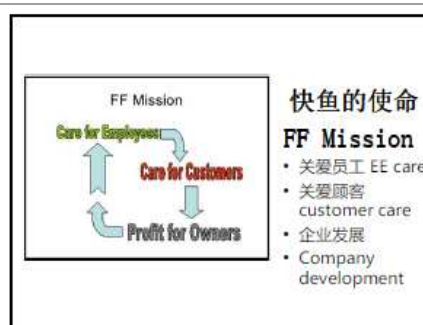 FF Mission
Care for Employees
Care for Customers
Profit for Owners
快鱼的使命
FF Mission
• 关爱员工 EE care
• 关爱顾客
customer care
• 企业发展
• Company
development